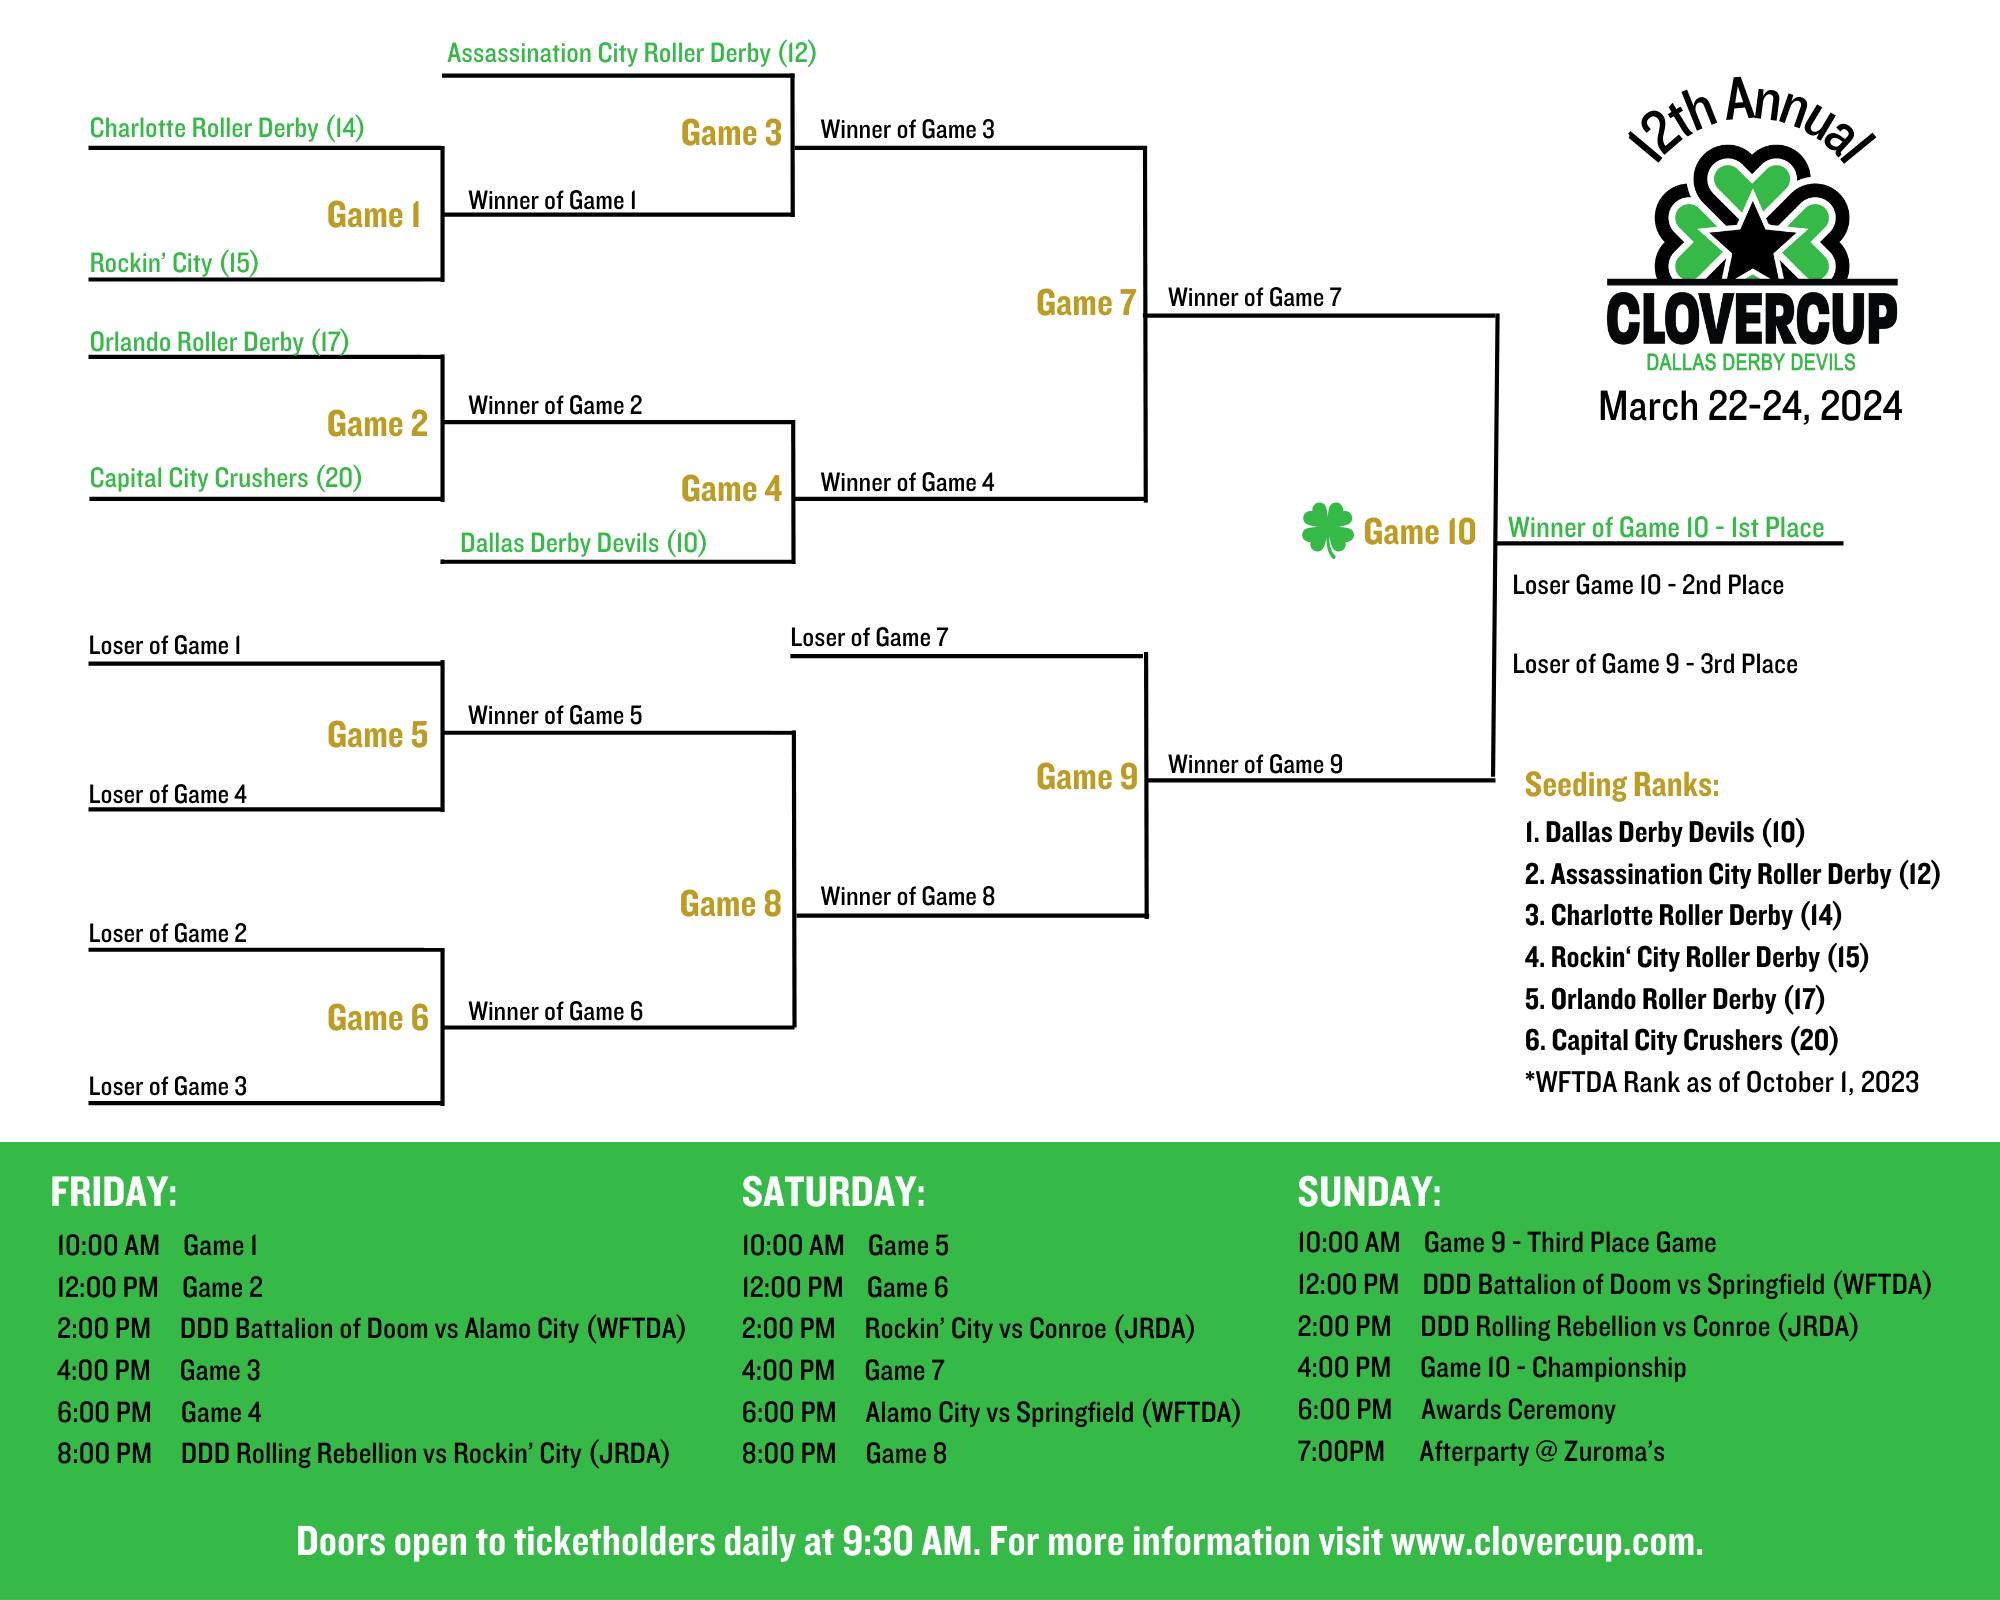 Assassination City Roller Derby (12)
Charlotte Roller Derby (14)
Game 3
Winner of Game 3
Game 1
Winner of Game 1
Rockin’ City (15)
Game 7
Winner of Game 7
Orlando Roller Derby (17)
Game 2
Winner of Game 2
Capital City Crushers (20)
Game 4
Winner of Game 4
Dallas Derby Devils (10)
12th Annual
CLOVERCUP
DALLAS DERBY DEVILS
March 22-24, 2024
Game 10
Winner of Game 10 - 1st Place
Loser Game 10 - 2nd Place
Loser of Game 9 - 3rd Place
Loser of Game 1
Loser of Game 7
Game 5
Winner of Game 5
Loser of Game 4
Game 9
Winner of Game 9
Game 8
Winner of Game 8
Loser of Game 2
Game 6
Winner of Game 6
Loser of Game 3
Seeding Ranks:
1. Dallas Derby Devils (10)
2. Assassination City Roller Derby (12)
3. Charlotte Roller Derby (14)
4. Rockin‘ City Roller Derby (15)
5. Orlando Roller Derby (17)
6. Capital City Crushers (20)
*WFTDA Rank as of October 1, 2023
FRIDAY:
10:00 AM Game 1
12:00 PM Game 2
2:00 PM DDD Battalion of Doom vs Alamo City (WFTDA)
4:00 PM Game 3
6:00 PM Game 4
8:00 PM DDD Rolling Rebellion vs Rockin’ City (JRDA)
SATURDAY:
10:00 AM Game 5
12:00 PM Game 6
2:00 PM Rockin’ City vs Conroe (JRDA)
4:00 PM Game 7
6:00 PM Alamo City vs Springfield (WFTDA)
8:00 PM Game 8
SUNDAY:
10:00 AM Game 9 - Third Place Game
12:00 PM DDD Battalion of Doom vs Springfield (WFTDA)
2:00 PM DDD Rolling Rebellion vs Conroe (JRDA)
4:00 PM Game 10 - Championship
6:00 PM Awards Ceremony
7:00PM Afterparty @ Zuroma’s
Doors open to ticketholders daily at 9:30 AM. For more information visit www.clovercup.com.